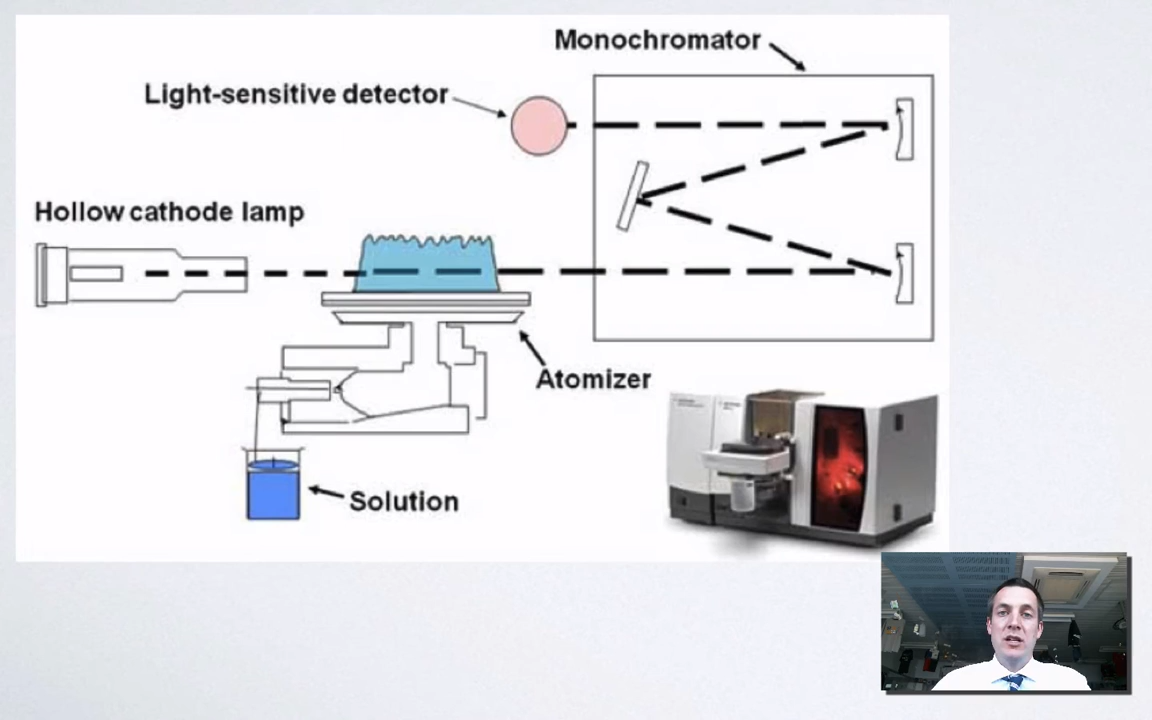 Monochromator
Light-sensitive detector
Hollow cathode lamp
Atomizer
Solution